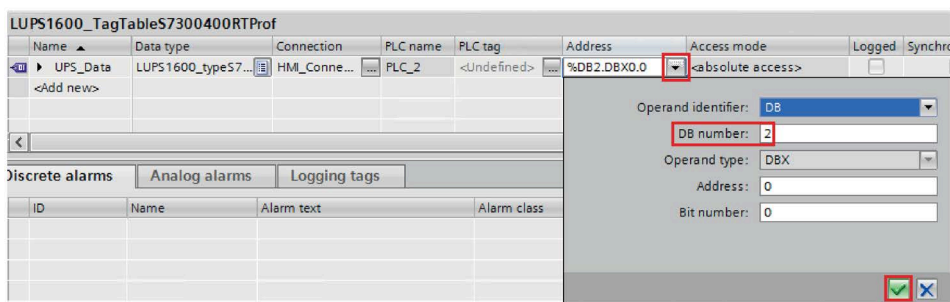 LUPS1600_TagTableS7300400RTProf
Name Data type Connection PLC name PLC tag Address Access mode Logged Synchro
UPS_Data LUPS1600_typeS7... HMI_Conne... ... PLC_2 <Undefined> ... %DB2.DBX0.0 <absolute access>
<Add new>
Operand identifier: DB
DB number: 2
Operand type: DBX
Address: 0
Bit number: 0
Discrete alarms Analog alarms Logging tags
ID Name Alarm text Alarm class